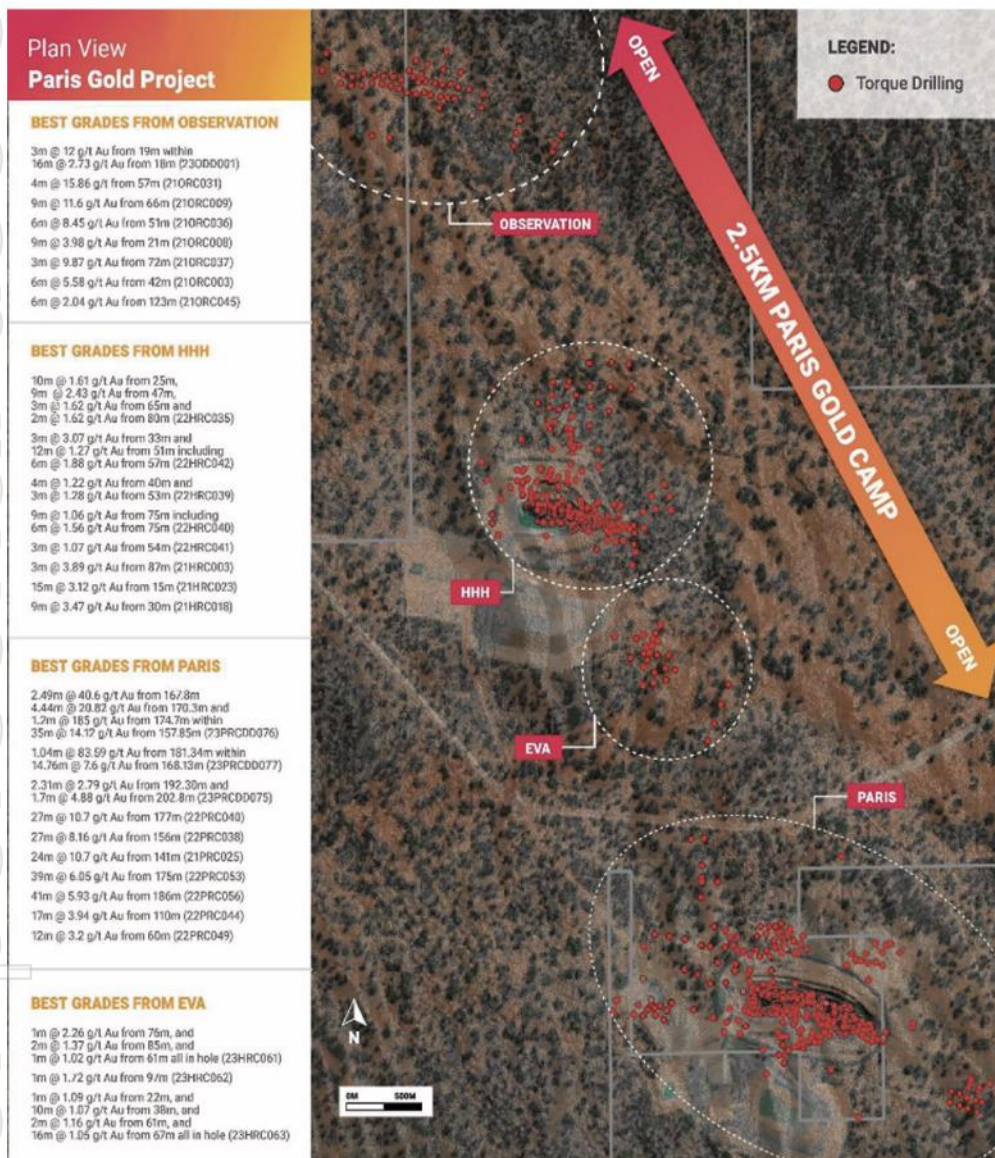 Plan View
Paris Gold Project
BEST GRADES FROM OBSERVATION
3m @ 12 g/t Au from 19m within
16m @ 2.73 g/t Au from 18m (23ODD001)
4m @ 15.86 g/t from 57m (21ORC031)
9m @ 11.6 g/t Au from 66m (21ORC009)
6m @ 8.45 g/t Au from 51m (21ORC036)
9m @ 3.98 g/t Au from 21m (21ORC008)
3m @ 9.87 g/t Au from 72m (21ORC037)
6m @ 5.58 g/t Au from 42m (21ORC003)
6m @ 2.04 g/t Au from 123m (21ORC045)
BEST GRADES FROM HHH
10m @ 1.61 g/t Au from 25m,
9m @ 2.43 g/t Au from 47m,
3m @ 1.62 g/t Au from 65m and
2m @ 1.62 g/t Au from 80m (22HRC035)
3m @ 3.07 g/t Au from 33m and
12m @ 1.27 g/t Au from 51m including
6m @ 1.88 g/t Au from 57m (22HRC042)
4m @ 1.22 g/t Au from 40m and
3m @ 1.28 g/t Au from 53m (22HRC039)
9m @ 1.06 g/t Au from 75m including
6m @ 1.56 g/t Au from 75m (22HRC040)
3m @ 1.07 g/t Au from 54m (22HRC041)
3m @ 3.89 g/t Au from 87m (21HRC003)
15m @ 3.12 g/t Au from 15m (21HRC023)
9m @ 3.47 g/t Au from 30m (21HRC018)
BEST GRADES FROM PARIS
2.49m @ 40.6 g/t Au from 167.8m
4.44m @ 20.82 g/t Au from 170.3m and
1.2m @ 185 g/t Au from 174.7m within
35m @ 14.12 g/t Au from 157.85m (23PRCDD076)
1.04m @ 83.59 g/t Au from 181.34m within
14.76m @ 7.6 g/t Au from 168.13m (23PRCDD077)
2.31m @ 2.79 g/t Au from 192.30m and
1.7m @ 4.88 g/t Au from 202.8m (23PRCDD075)
27m @ 10.7 g/t Au from 177m (22PRC040)
27m @ 8.16 g/t Au from 156m (22PRC038)
24m @ 10.7 g/t Au from 141m (21PRC025)
39m @ 6.05 g/t Au from 175m (22PRC053)
41m @ 5.93 g/t Au from 186m (22PRC056)
17m @ 3.94 g/t Au from 110m (22PRC044)
12m @ 3.2 g/t Au from 60m (22PRC049)
BEST GRADES FROM EVA
1m @ 2.26 g/t Au from 76m, and
2m @ 1.37 g/t Au from 85m, and
1m @ 1.02 g/t Au from 61m all in hole (23HRC061)
1m @ 1.72 g/t Au from 97m (23HRC062)
1m @ 1.09 g/t Au from 22m, and
10m @ 1.07 g/t Au from 38m, and
2m @ 1.16 g/t Au from 61m, and
16m @ 1.05 g/t Au from 67m all in hole (23HRC063)
OPEN
2.5KM PARIS GOLD CAMP
OPEN
LEGEND:
Torque Drilling
OBSERVATION
HHH
EVA
PARIS
N
0M 500M